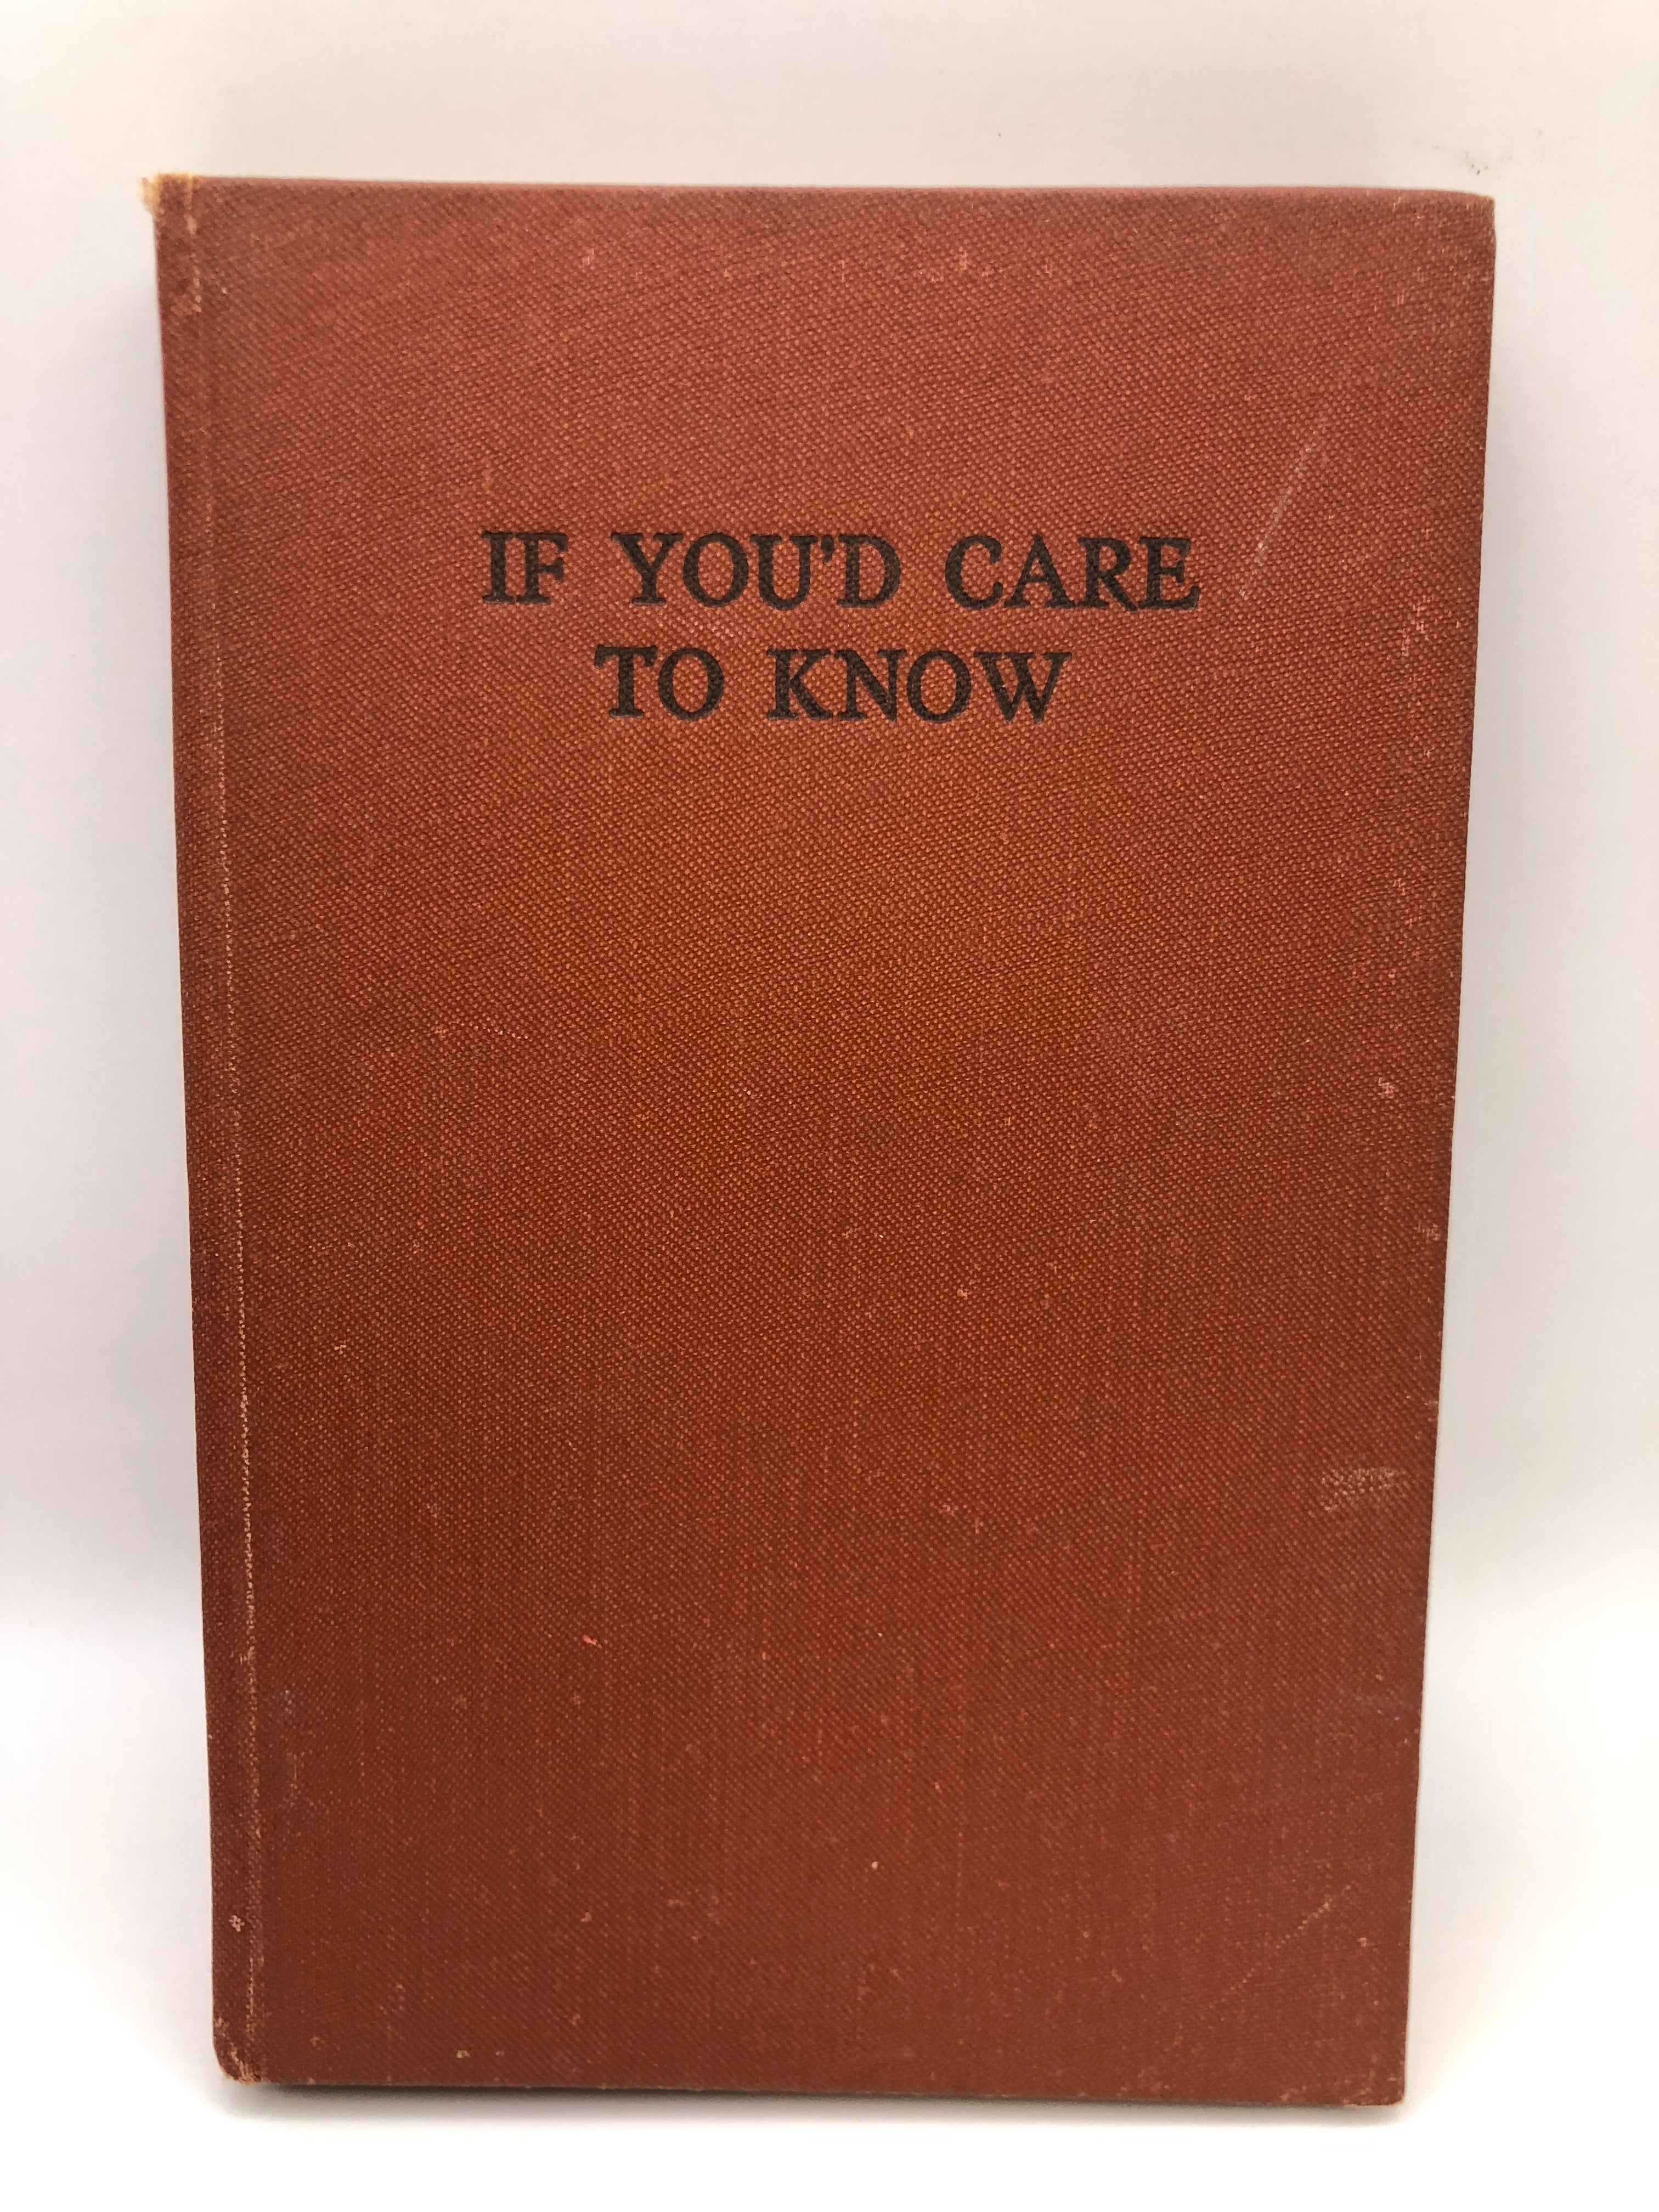 IF YOU'D CARE
TO KNOW